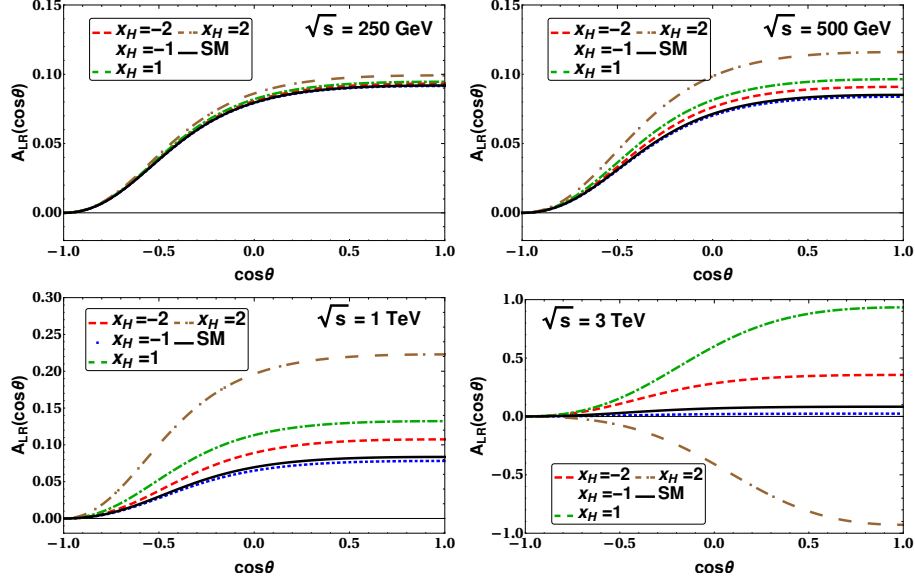 0.15
0.10
0.05
0.00
A_LR(cosθ)
x_H=-2 x_H=2
x_H=-1 SM
x_H=1
√s = 250 GeV
-1.0 -0.5 0.0 0.5 1.0
cosθ
0.15
0.10
0.05
0.00
A_LR(cosθ)
x_H=-2 x_H=2
x_H=-1 SM
x_H=1
√s = 500 GeV
-1.0 -0.5 0.0 0.5 1.0
cosθ
0.30
0.25
0.20
0.15
0.10
0.05
0.00
A_LR(cosθ)
x_H=-2 x_H=2
x_H=-1 SM
x_H=1
√s = 1 TeV
-1.0 -0.5 0.0 0.5 1.0
cosθ
1.0
0.5
0.0
-0.5
-1.0
A_LR(cosθ)
√s = 3 TeV
x_H=-2 x_H=2
x_H=-1 SM
x_H=1
-1.0 -0.5 0.0 0.5 1.0
cosθ